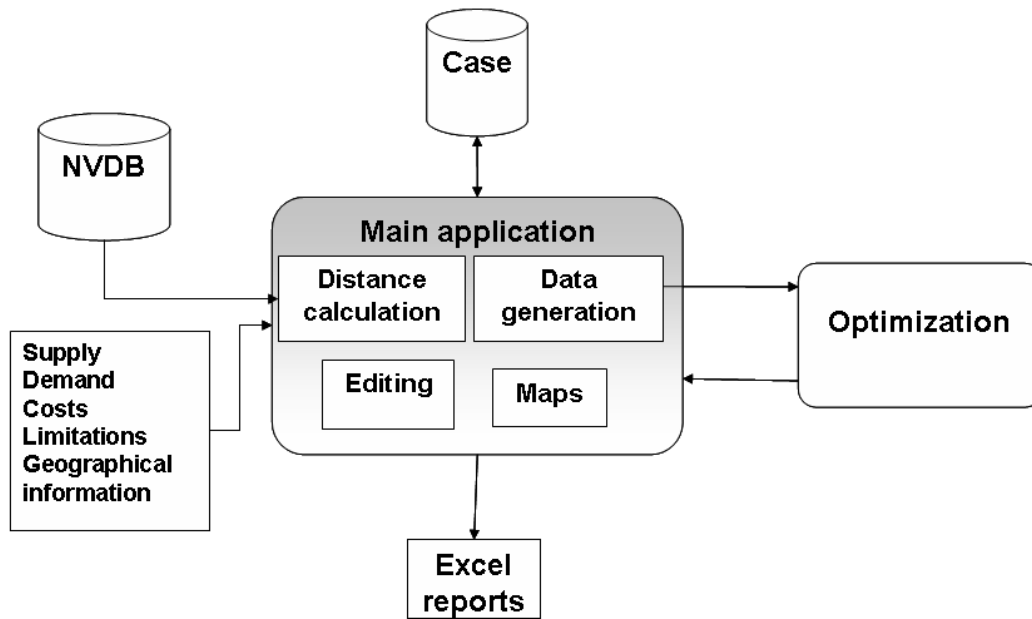 Case
NVDB
Main application
Distance
calculation
Data
generation
Editing
Maps
Optimization
Supply
Demand
Costs
Limitations
Geographical
information
Excel
reports